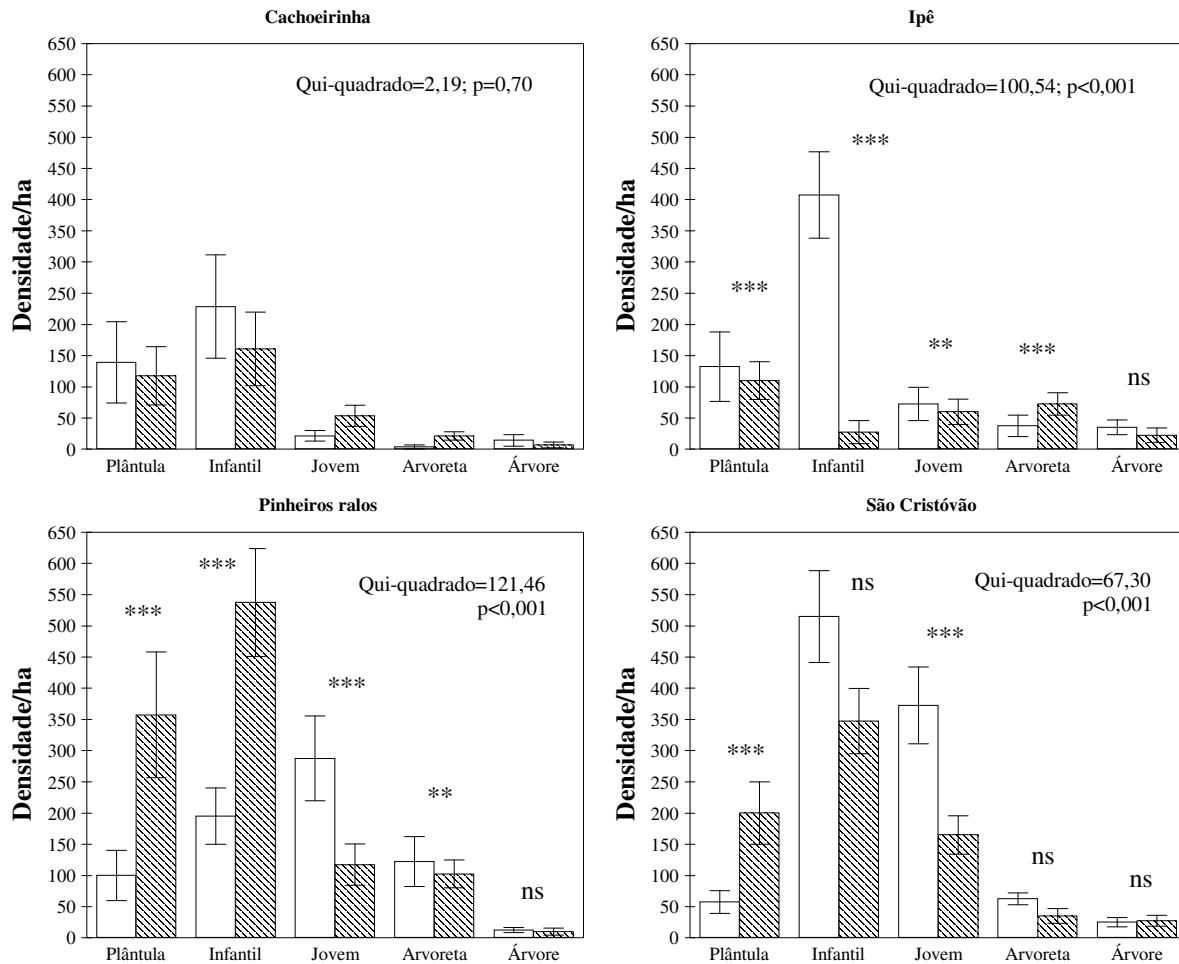 Cachoeirinha
Qui-quadrado=2,19; p=0,70
Densidade/ha
650
600
550
500
450
400
350
300
250
200
150
100
50
0
Plântula Infantil Jovem Arvoreta Árvore
Ipê
Qui-quadrado=100,54; p<0,001
Densidade/ha
650
600
550
500
450
400
350
300
250
200
150
100
50
0
***
***
**
***
ns
Plântula Infantil Jovem Arvoreta Árvore
Pinheiros ralos
Qui-quadrado=121,46
p<0,001
Densidade/ha
650
600
550
500
450
400
350
300
250
200
150
100
50
0
***
***
***
**
ns
Plântula Infantil Jovem Arvoreta Árvore
São Cristóvão
Qui-quadrado=67,30
p<0,001
Densidade/ha
650
600
550
500
450
400
350
300
250
200
150
100
50
0
***
ns
***
ns
ns
Plântula Infantil Jovem Arvoreta Árvore